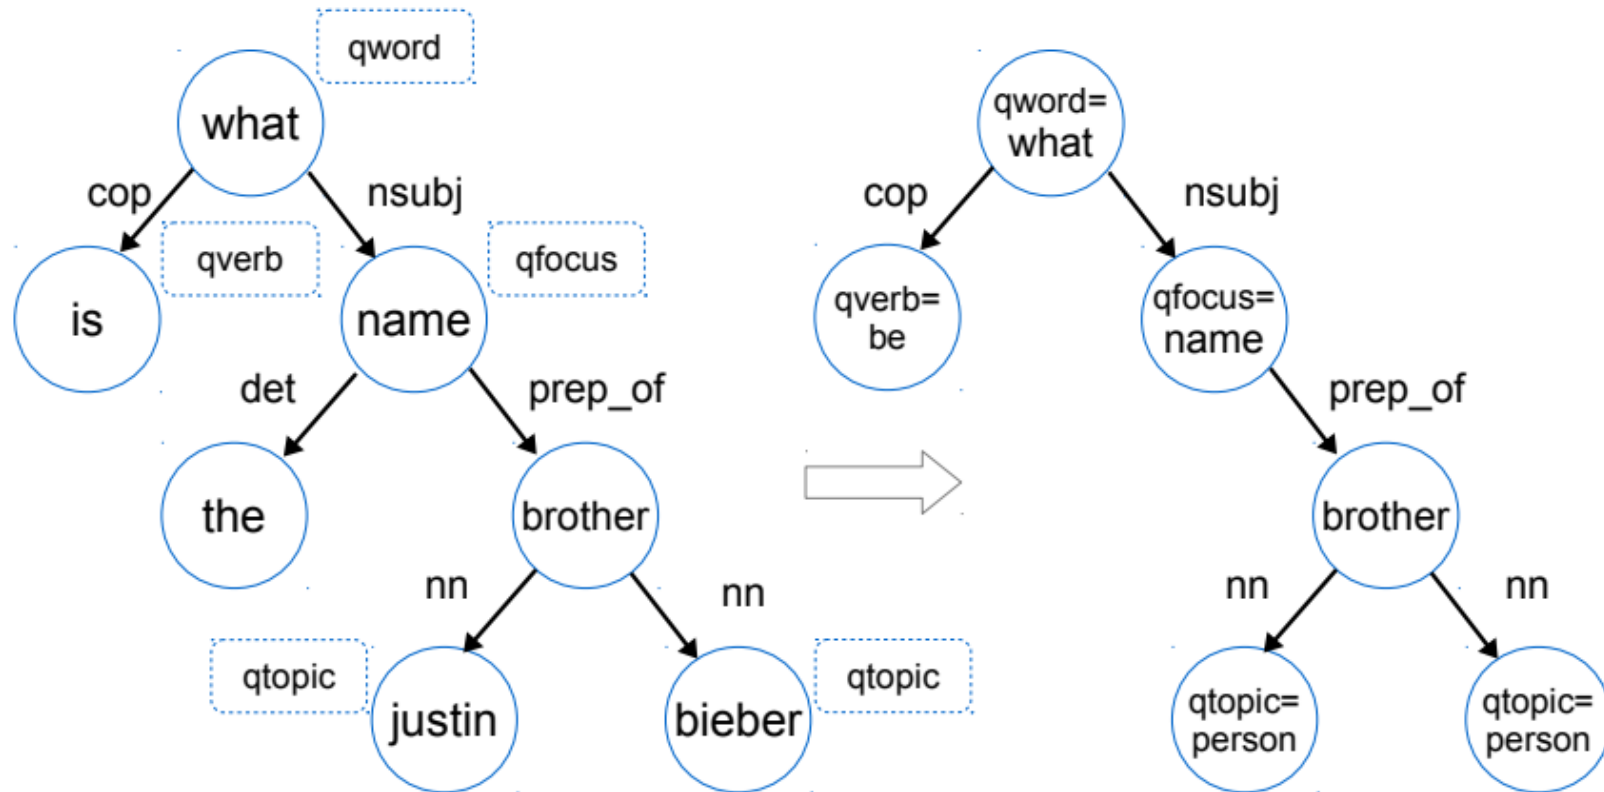 qword
what
cop
nsubj
qverb
qfocus
is
name
det
prep_of
the
brother
nn
nn
qtopic
qtopic
justin
bieber
qword=
what
cop
nsubj
qverb=
be
qfocus=
name
prep_of
brother
nn
nn
qtopic=
person
qtopic=
person